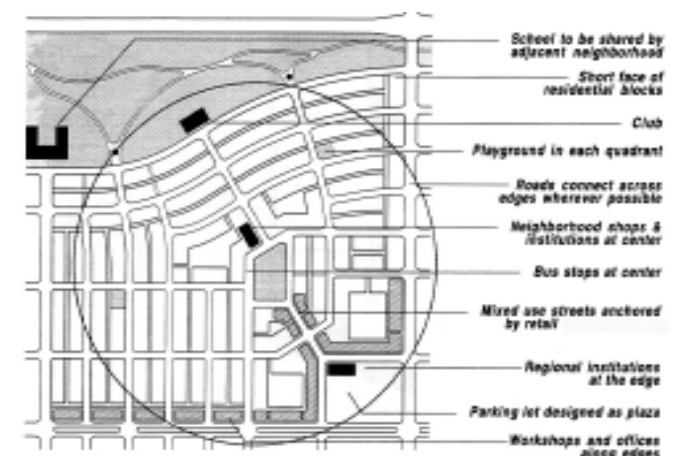 School to be shared by
adjacent neighborhood
Short face of
residential blocks
Club
Playground in each quadrant
Roads connect across
edges wherever possible
Neighborhood shops &
institutions at center
Bus stops at center
Mixed use streets anchored
by retail
Regional institutions
at the edge
Parking lot designed as plaza
Workshops and offices
along edges